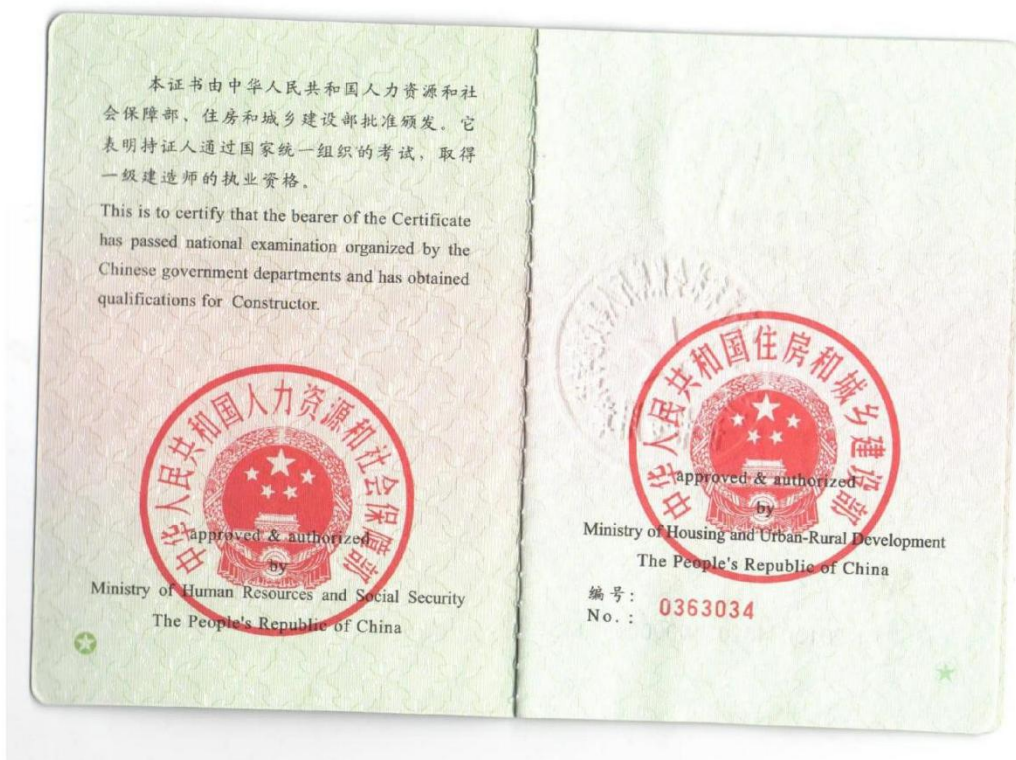 本证书由中华人民共和国人力资源和社
会保障部、住房和城乡建设部批准颁发。它
表明持证人通过国家统一组织的考试，取得
一级建造师的执业资格。
This is to certify that the bearer of the Certificate
has passed national examination organized by the
Chinese government departments and has obtained
qualifications for Constructor.
中华人民共和国人力资源和社会保障部
approved & authorized
by
Ministry of Human Resources and Social Security
The People's Republic of China
中华人民共和国住房和城乡建设部
approved & authorized
by
Ministry of Housing and Urban-Rural Development
The People's Republic of China
编号：
No.： 0363034